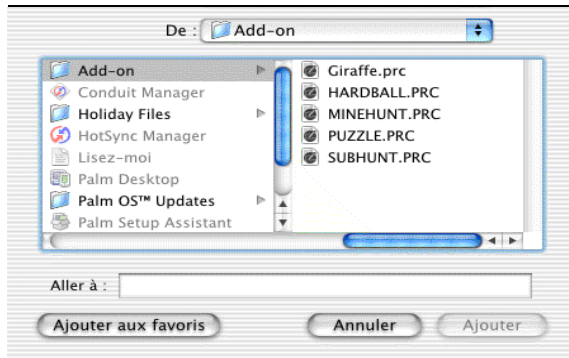 De : Add-on
Add-on
Conduit Manager
Holiday Files
HotSync Manager
Lisez-moi
Palm Desktop
Palm OS™ Updates
Palm Setup Assistant
Giraffe.prc
HARDBALL.PRC
MINEHUNT.PRC
PUZZLE.PRC
SUBHUNT.PRC
Aller à :
Ajouter aux favoris
Annuler
Ajouter